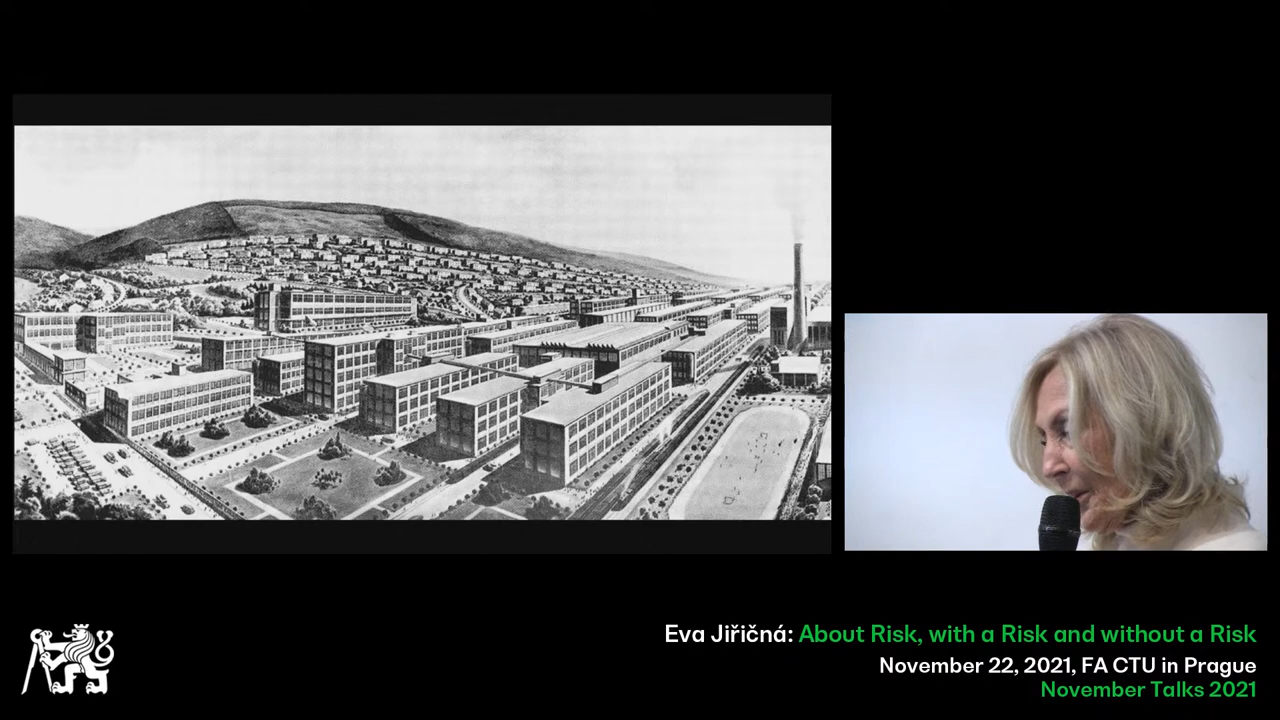 Eva Jiřičná: About Risk, with a Risk and without a Risk
November 22, 2021, FA CTU in Prague
November Talks 2021